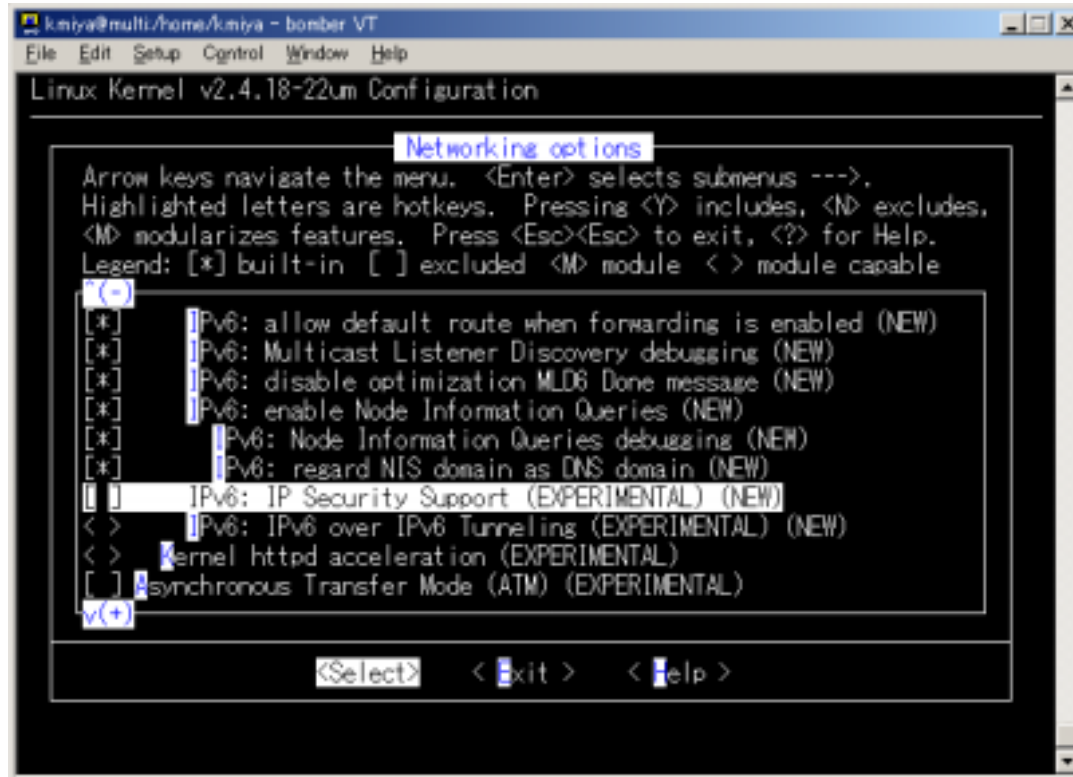 kmiya@multi:/home/kmiya - bomber VT
File Edit Setup Control Window Help
Linux Kernel v2.4.18-22um Configuration
Networking options
Arrow keys navigate the menu. <Enter> selects submenus --->.
Highlighted letters are hotkeys. Pressing <Y> includes, <N> excludes,
<M> modularizes features. Press <Esc><Esc> to exit, <?> for Help.
Legend: [*] built-in [ ] excluded <M> module < > module capable
^(-)
[*] IPv6: allow default route when forwarding is enabled (NEW)
[*] IPv6: Multicast Listener Discovery debugging (NEW)
[*] IPv6: disable optimization MLD6 Done message (NEW)
[*] IPv6: enable Node Information Queries (NEW)
[*] IPv6: Node Information Queries debugging (NEW)
[*] IPv6: regard NIS domain as DNS domain (NEW)
[ ] IPv6: IP Security Support (EXPERIMENTAL) (NEW)
< > IPv6: IPv6 over IPv6 Tunneling (EXPERIMENTAL) (NEW)
< > Kernel httpd acceleration (EXPERIMENTAL)
[ ] Asynchronous Transfer Mode (ATM) (EXPERIMENTAL)
v(+)
<Select> < Exit > < Help >